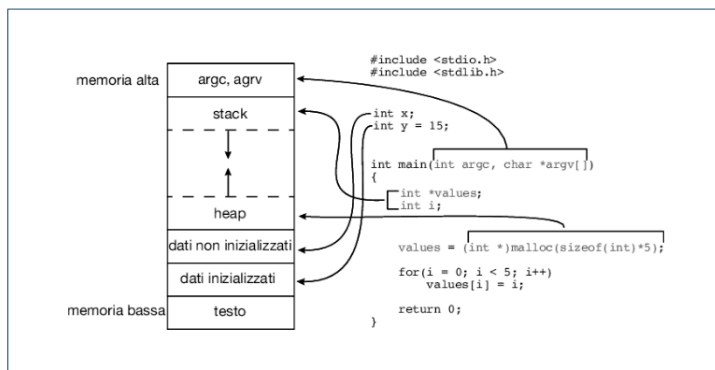 memoria alta
argc, agrv
stack
heap
dati non inizializzati
dati inizializzati
memoria bassa
testo
#include <stdio.h>
#include <stdlib.h>
int x;
int y = 15;
int main(int argc, char *argv[])
{
int *values;
int i;
values = (int *)malloc(sizeof(int)*5);
for(i = 0; i < 5; i++)
values[i] = i;
return 0;
}